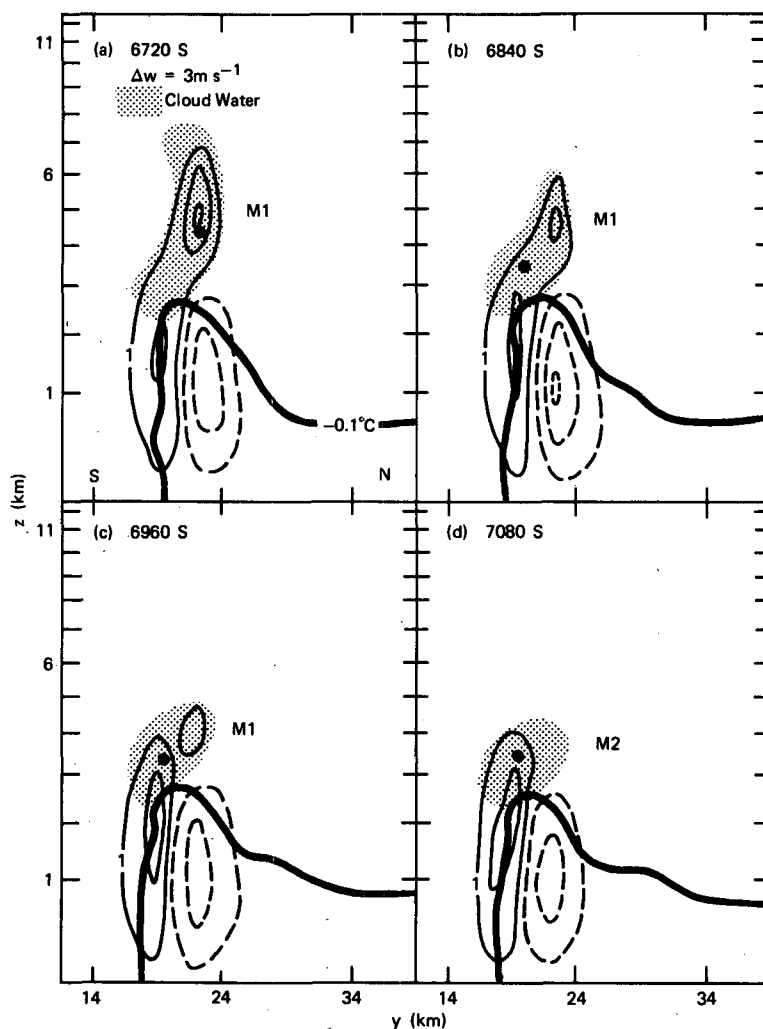 (a) 6720 S
Δw = 3m s⁻¹
Cloud Water
M1
11
6
1
1
−0.1°C
S
N
(b) 6840 S
M1
1
z (km)
(c) 6960 S
M1
11
6
1
1
14
24
34
(d) 7080 S
M2
1
14
24
34
y (km)